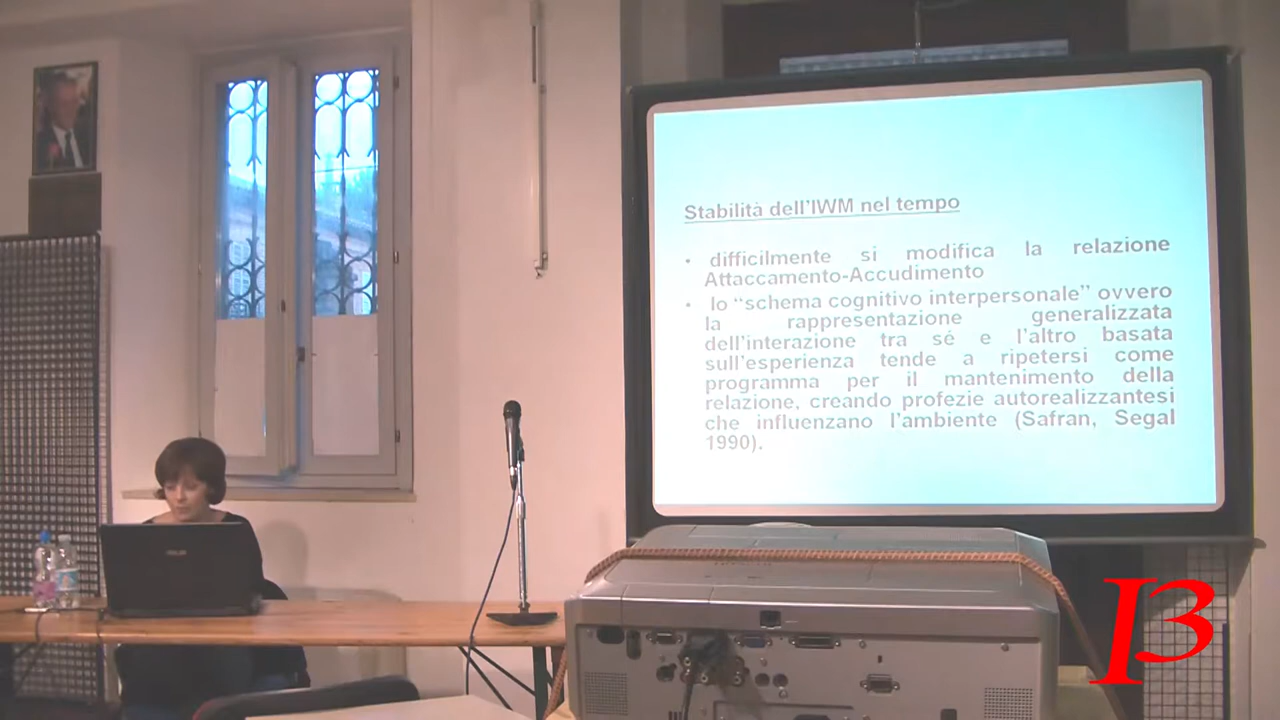 Stabilità dell'IWM nel tempo
• difficilmente si modifica la relazione
Attaccamento-Accudimento
• lo “schema cognitivo interpersonale” ovvero
la rappresentazione generalizzata
dell'interazione tra sé e l'altro basata
sull'esperienza tende a ripetersi come
programma per il mantenimento della
relazione, creando profezie autorealizzantesi
che influenzano l'ambiente (Safran, Segal
1990).
ASUS
13